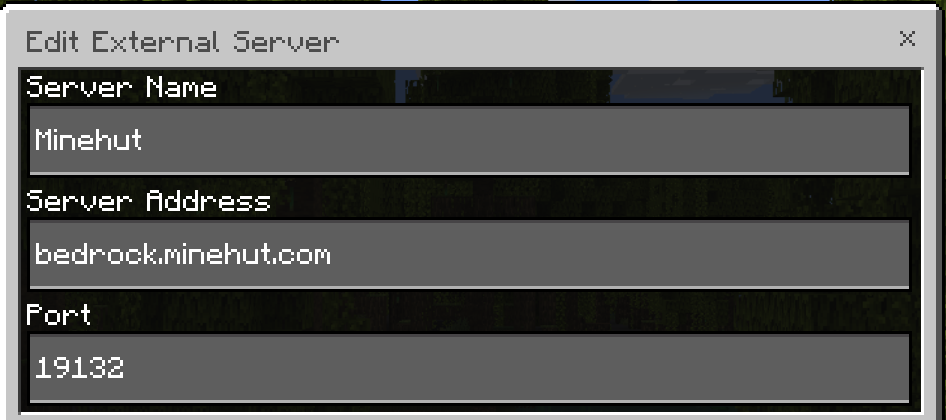 Edit External Server
Server Name
Minehut
Server Address
bedrock.minehut.com
Port
19132